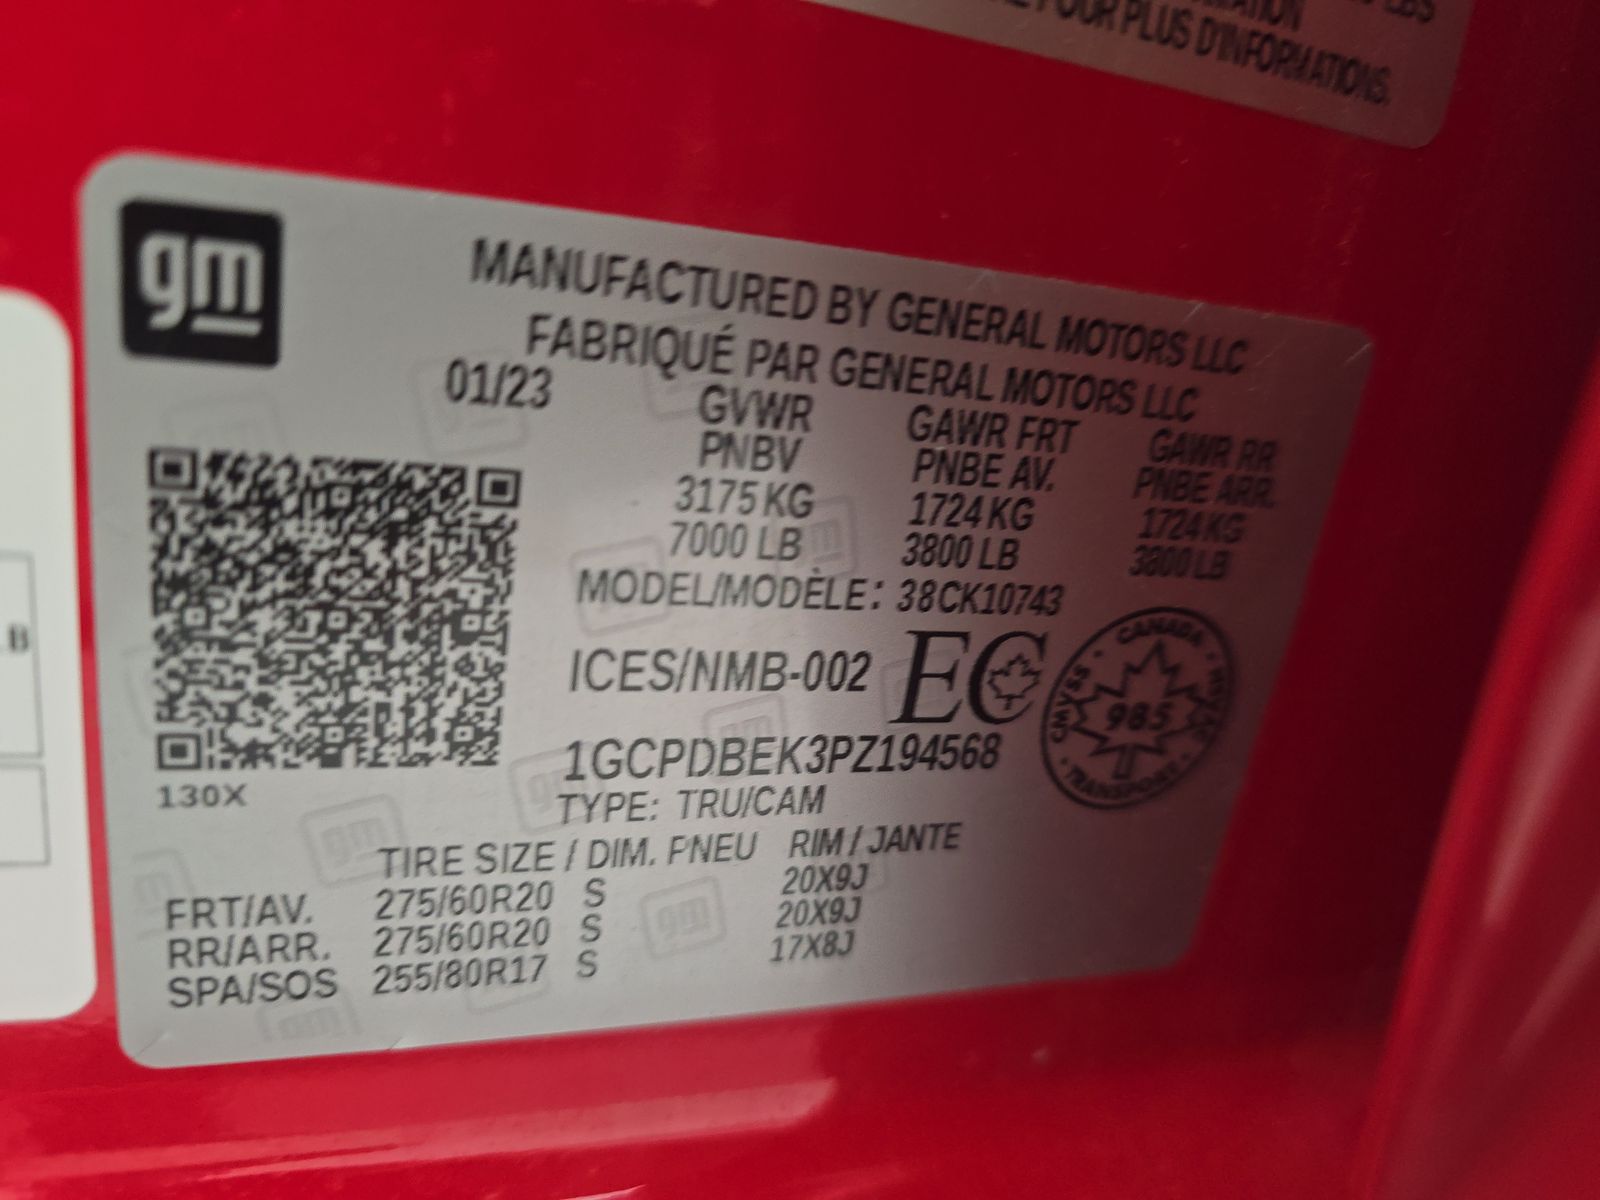 LBS
POUR PLUS D'INFORMATIONS.
gm
MANUFACTURED BY GENERAL MOTORS LLC
FABRIQUÉ PAR GENERAL MOTORS LLC
01/23 GVWR GAWR FRT GAWR RR
PNBV PNBE AV. PNBE ARR.
3175 KG 1724 KG 1724 KG
7000 LB 3800 LB 3800 LB
MODEL/MODÈLE: 38CK10743
ICES/NMB-002 EC
CANADA
CMVSS
985
TRANSPORT
1GCPDBEK3PZ194568
130X
TYPE: TRU/CAM
TIRE SIZE / DIM. PNEU RIM / JANTE
FRT/AV. 275/60R20 S 20X9J
RR/ARR. 275/60R20 S 20X9J
SPA/SOS 255/80R17 S 17X8J